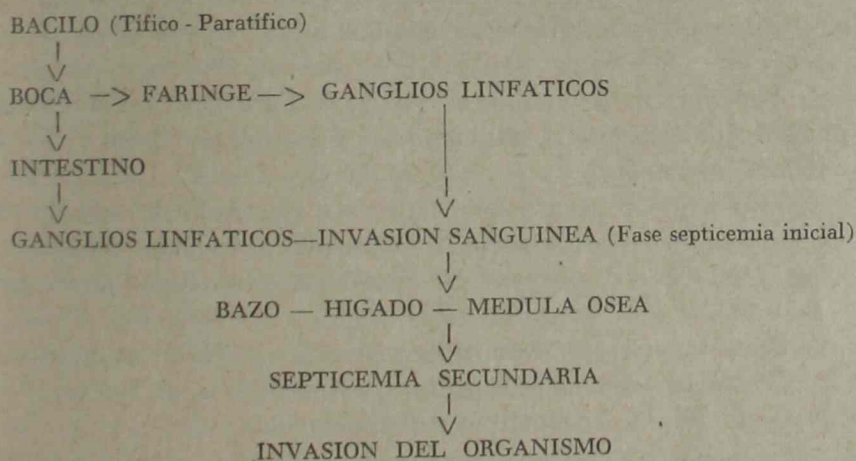 BACILO (Tífico - Paratífico)
BOCA —> FARINGE —> GANGLIOS LINFATICOS
INTESTINO
GANGLIOS LINFATICOS—INVASION SANGUINEA (Fase septicemia inicial)
BAZO — HIGADO — MEDULA OSEA
SEPTICEMIA SECUNDARIA
INVASION DEL ORGANISMO